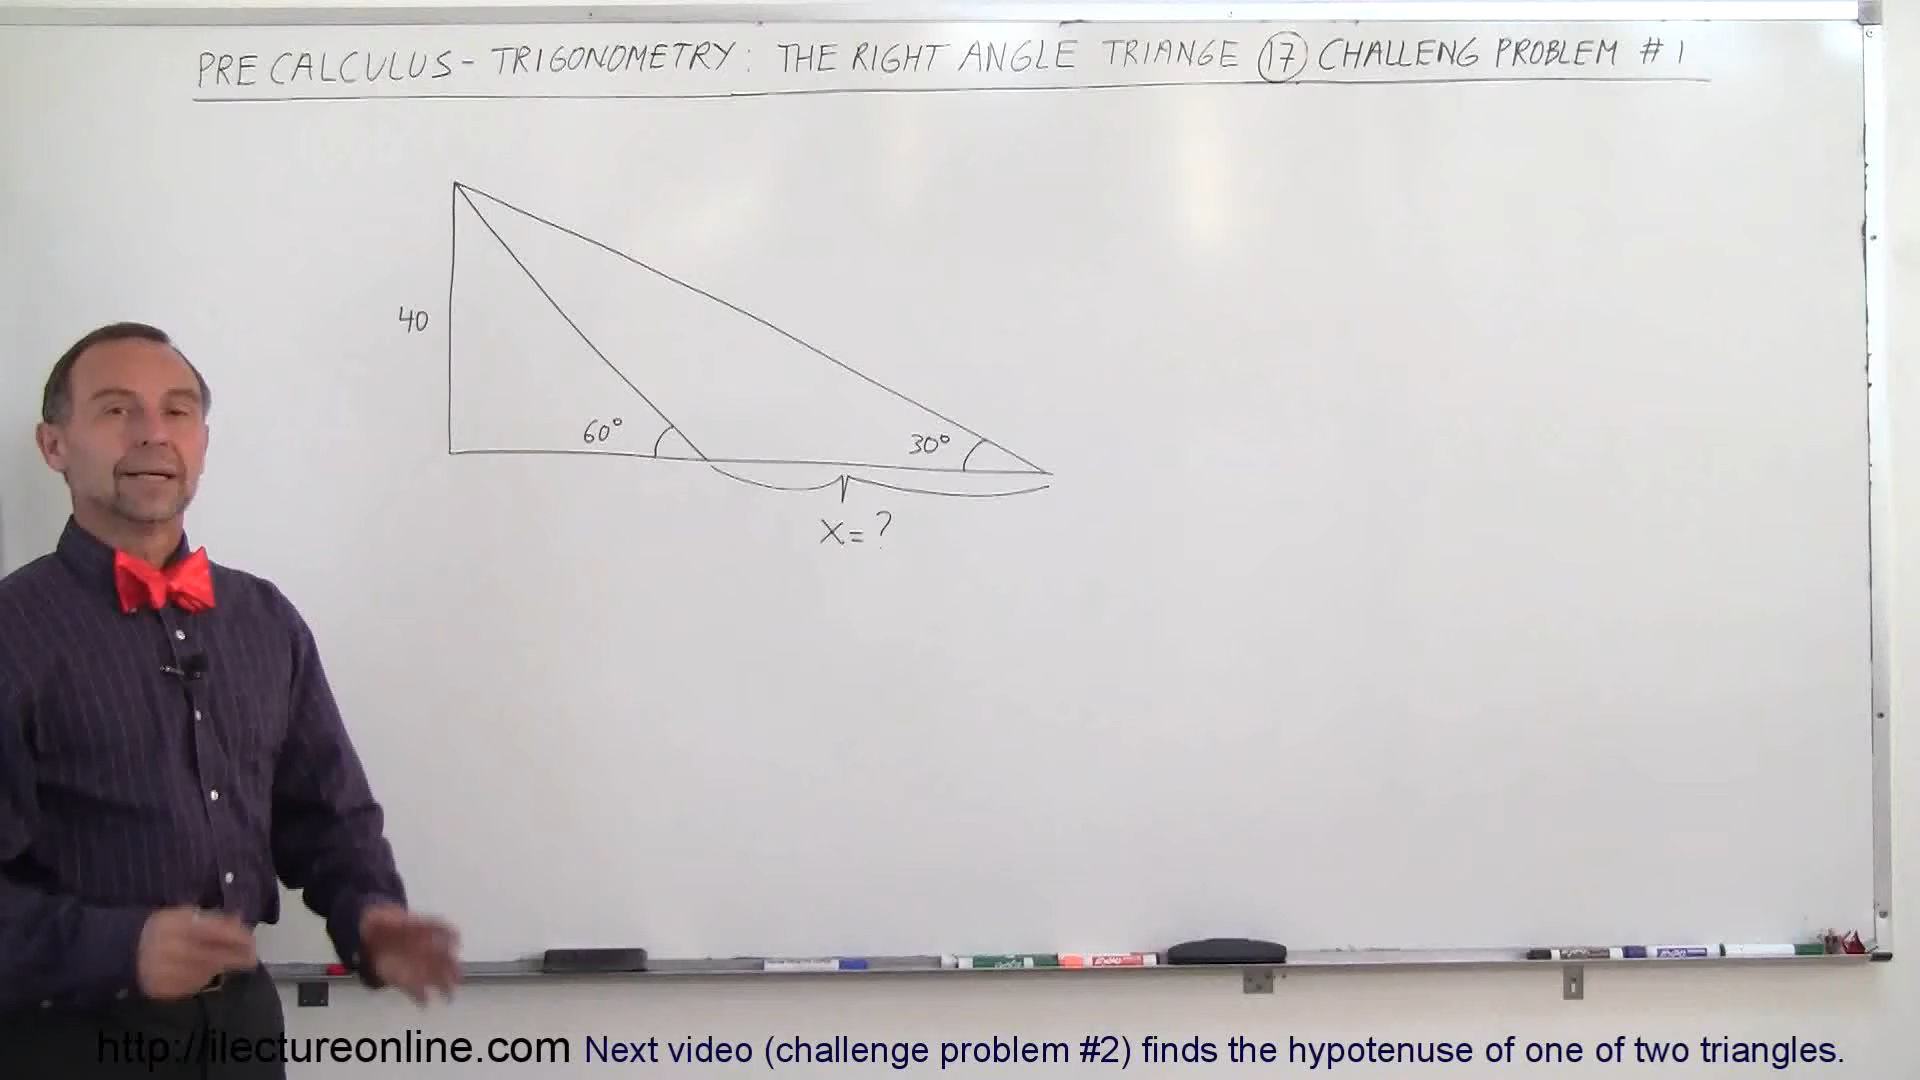 PRE CALCULUS - TRIGONOMETRY: THE RIGHT ANGLE TRIANGE 17 CHALLENG PROBLEM # 1
40
60°
30°
X = ?
http://ilectureonline.com Next video (challenge problem #2) finds the hypotenuse of one of two triangles.